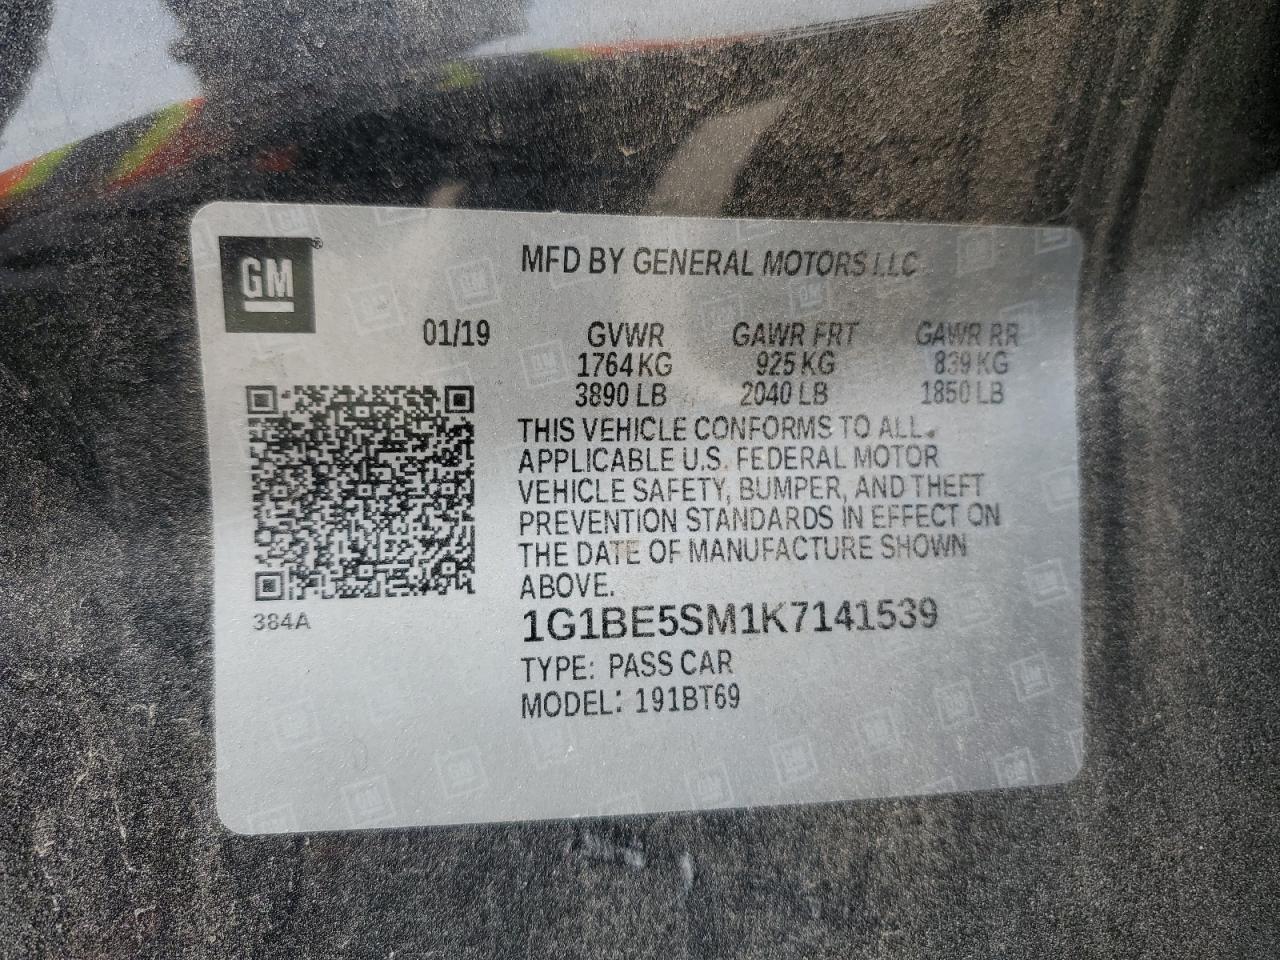 GM®
MFD BY GENERAL MOTORS LLC
01/19 GVWR GAWR FRT GAWR RR
1764 KG 925 KG 839 KG
3890 LB 2040 LB 1850 LB
THIS VEHICLE CONFORMS TO ALL
APPLICABLE U.S. FEDERAL MOTOR
VEHICLE SAFETY, BUMPER, AND THEFT
PREVENTION STANDARDS IN EFFECT ON
THE DATE OF MANUFACTURE SHOWN
ABOVE.
384A
1G1BE5SM1K7141539
TYPE: PASS CAR
MODEL: 191BT69